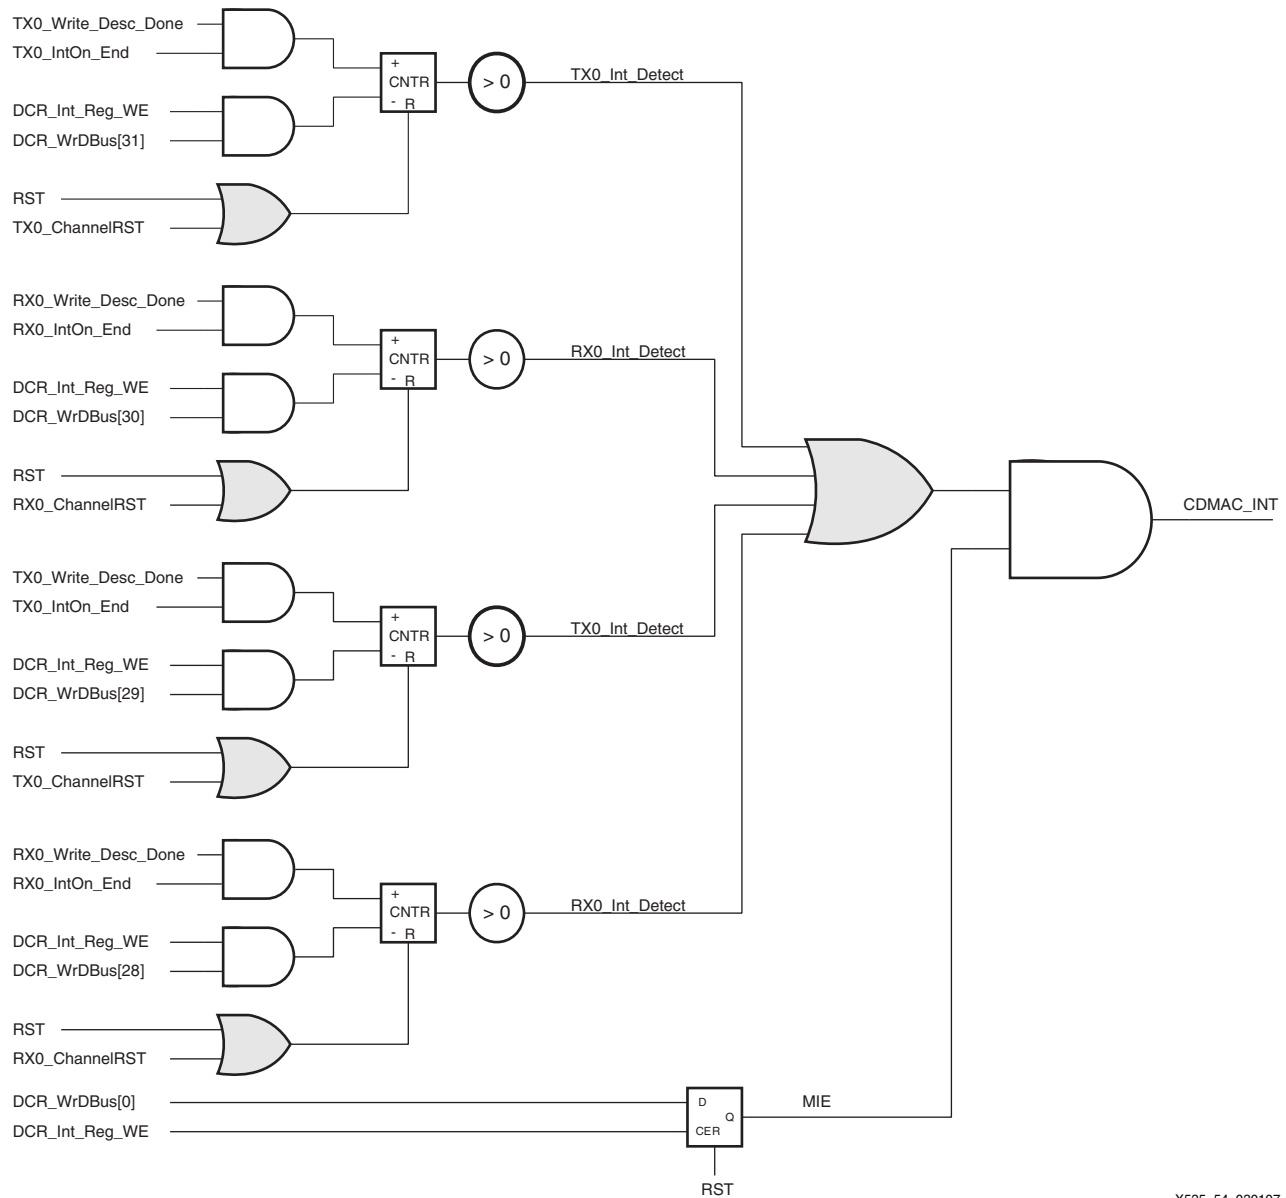 TX0_Write_Desc_Done
TX0_IntOn_End
+
CNTR
- R
> 0
TX0_Int_Detect
DCR_Int_Reg_WE
DCR_WrDBus[31]
RST
TX0_ChannelRST
RX0_Write_Desc_Done
RX0_IntOn_End
+
CNTR
- R
> 0
RX0_Int_Detect
DCR_Int_Reg_WE
DCR_WrDBus[30]
RST
RX0_ChannelRST
CDMAC_INT
TX0_Write_Desc_Done
TX0_IntOn_End
+
CNTR
- R
> 0
TX0_Int_Detect
DCR_Int_Reg_WE
DCR_WrDBus[29]
RST
TX0_ChannelRST
RX0_Write_Desc_Done
RX0_IntOn_End
+
CNTR
- R
> 0
RX0_Int_Detect
DCR_Int_Reg_WE
DCR_WrDBus[28]
RST
RX0_ChannelRST
DCR_WrDBus[0]
DCR_Int_Reg_WE
D
Q
CER
MIE
RST